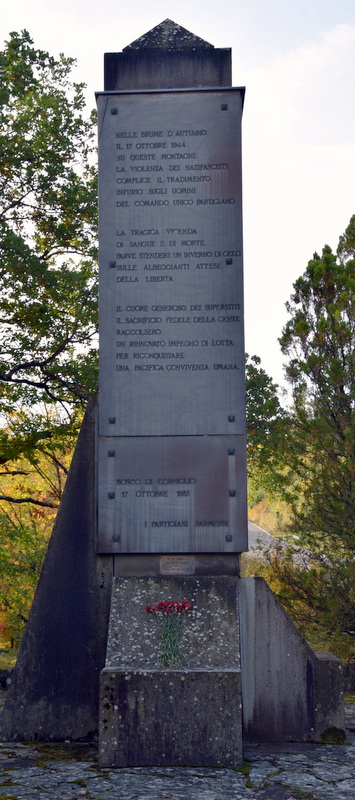 NELLE BRUME D'AUTUNNO
IL 17 OTTOBRE 1944
SU QUESTE MONTAGNE
LA VIOLENZA DEI NAZIFASCISTI
COMPLICE IL TRADIMENTO
INFURIO SUGLI UOMINI
DEL COMANDO UNICO PARTIGIANO
LA TRAGICA VICENDA
DI SANGUE E DI MORTE
PARVE STENDERE UN INVERNO DI GELO
SULLE ALBEGGIANTI ATTESE
DELLA LIBERTA
IL CUORE GENEROSO DEI SUPERSTITI
IL SACRIFICIO FEDELE DELLA GENTE
RACCOLSERO
UN RINNOVATO IMPEGNO DI LOTTA
PER RICONQUISTARE
UNA PACIFICA CONVIVENZA UMANA.
BOSCO DI CORNIGLIO
17 OTTOBRE
I PARTIGIANI PARMENSI